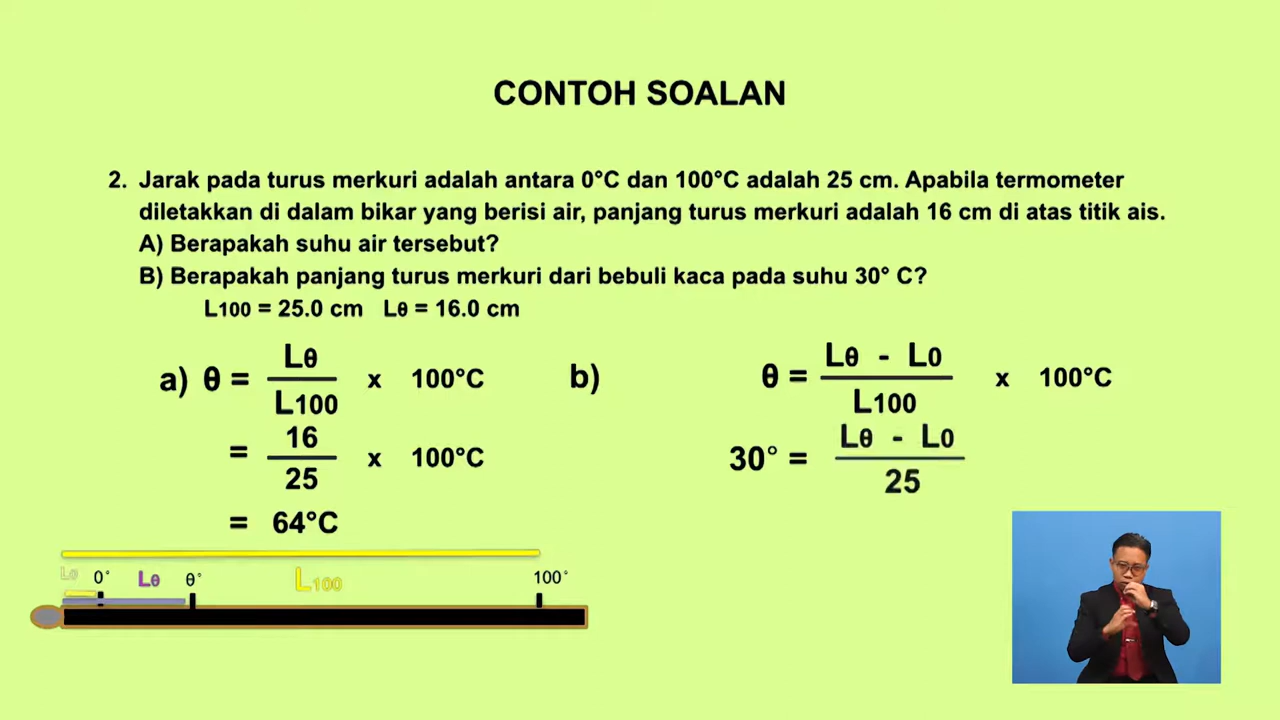 CONTOH SOALAN
2. Jarak pada turus merkuri adalah antara 0°C dan 100°C adalah 25 cm. Apabila termometer
diletakkan di dalam bikar yang berisi air, panjang turus merkuri adalah 16 cm di atas titik ais.
A) Berapakah suhu air tersebut?
B) Berapakah panjang turus merkuri dari bebuli kaca pada suhu 30° C?
L100 = 25.0 cm Lθ = 16.0 cm
a) θ = Lθ / L100 x 100°C
= 16 / 25 x 100°C
= 64°C
b) θ = Lθ - L0 / L100 x 100°C
30° = Lθ - L0 / 25
L0 0° Lθ θ° L100 100°